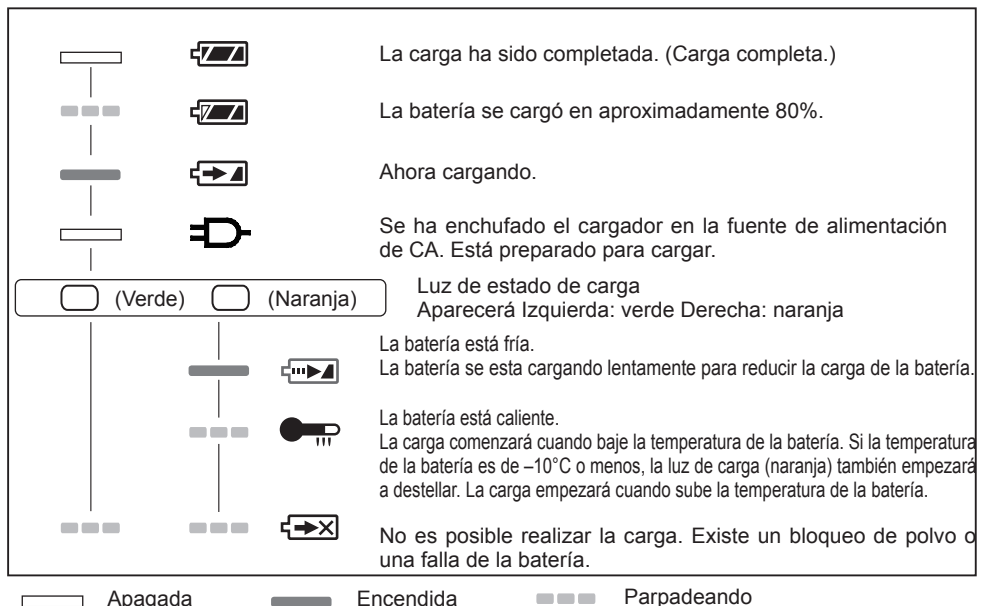 La carga ha sido completada. (Carga completa.)
La batería se cargó en aproximadamente 80%.
Ahora cargando.
Se ha enchufado el cargador en la fuente de alimentación
de CA. Está preparado para cargar.
(Verde) (Naranja)
Luz de estado de carga
Aparecerá Izquierda: verde Derecha: naranja
La batería está fría.
La batería se esta cargando lentamente para reducir la carga de la batería.
La batería está caliente.
La carga comenzará cuando baje la temperatura de la batería. Si la temperatura
de la batería es de –10°C o menos, la luz de carga (naranja) también empezará
a destellar. La carga empezará cuando sube la temperatura de la batería.
No es posible realizar la carga. Existe un bloqueo de polvo o
una falla de la batería.
Apagada Encendida Parpadeando